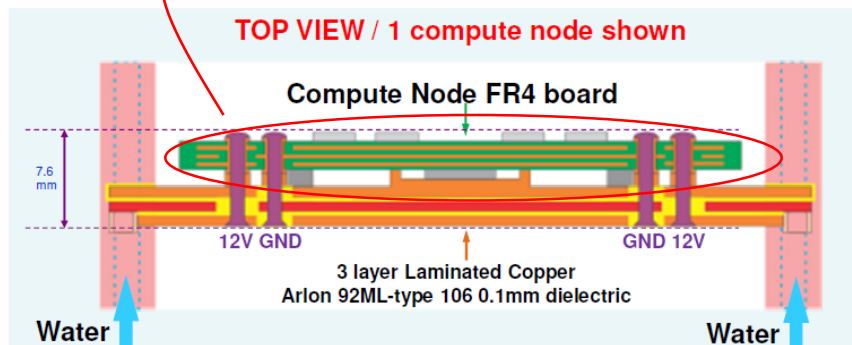 TOP VIEW / 1 compute node shown
Compute Node FR4 board
7.6
mm
12V GND
GND 12V
3 layer Laminated Copper
Arlon 92ML-type 106 0.1mm dielectric
Water
Water